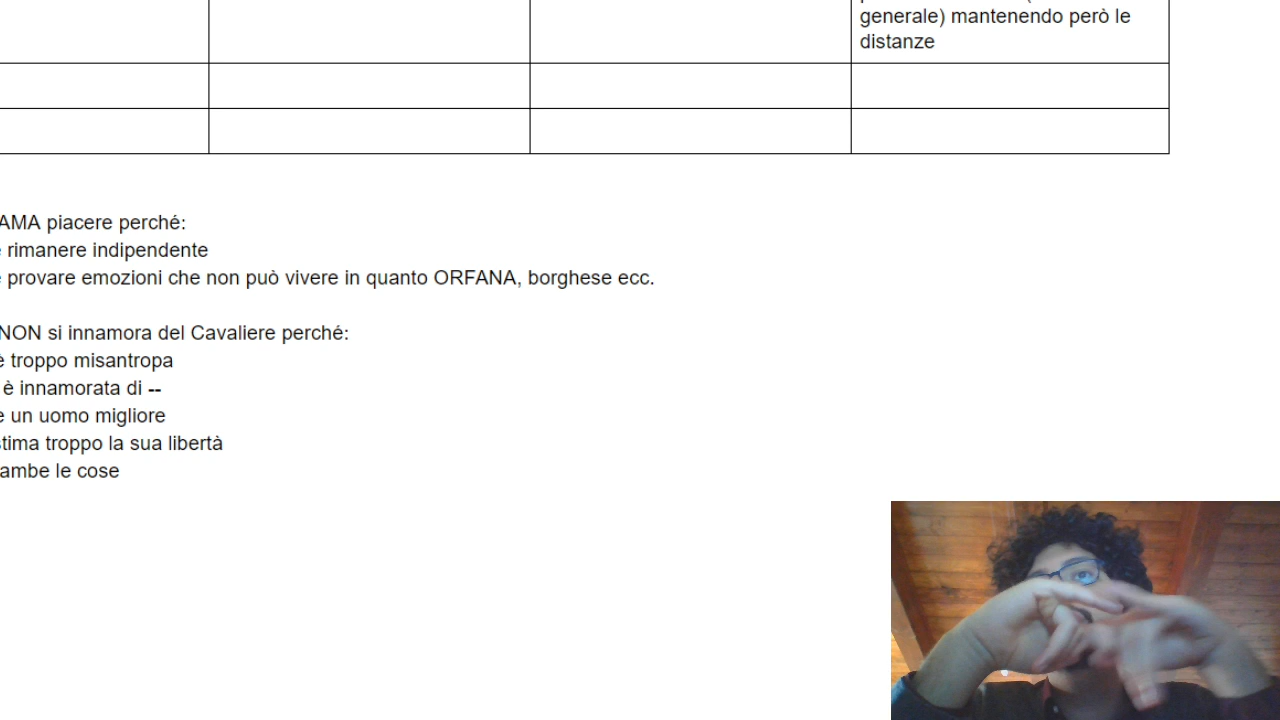 generale) mantenendo però le
distanze
AMA piacere perché:
rimanere indipendente
provare emozioni che non può vivere in quanto ORFANA, borghese ecc.
NON si innamora del Cavaliere perché:
è troppo misantropa
è innamorata di --
un uomo migliore
stima troppo la sua libertà
ambe le cose